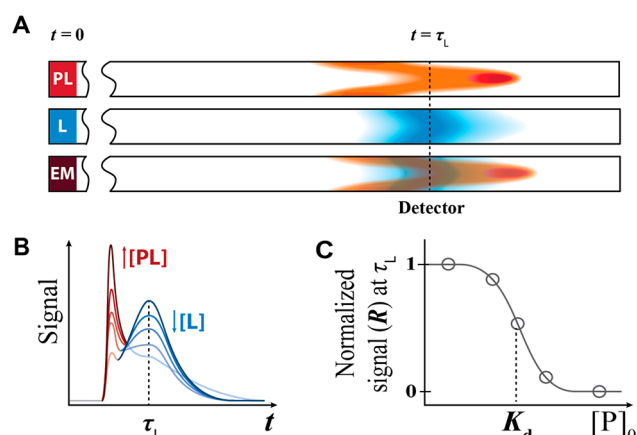 A
t = 0
t = τL
PL
L
EM
Detector
B
Signal
↑[PL]
↓[L]
τL
t
C
Normalized
signal (R) at τL
1
0
Kd
[P]0